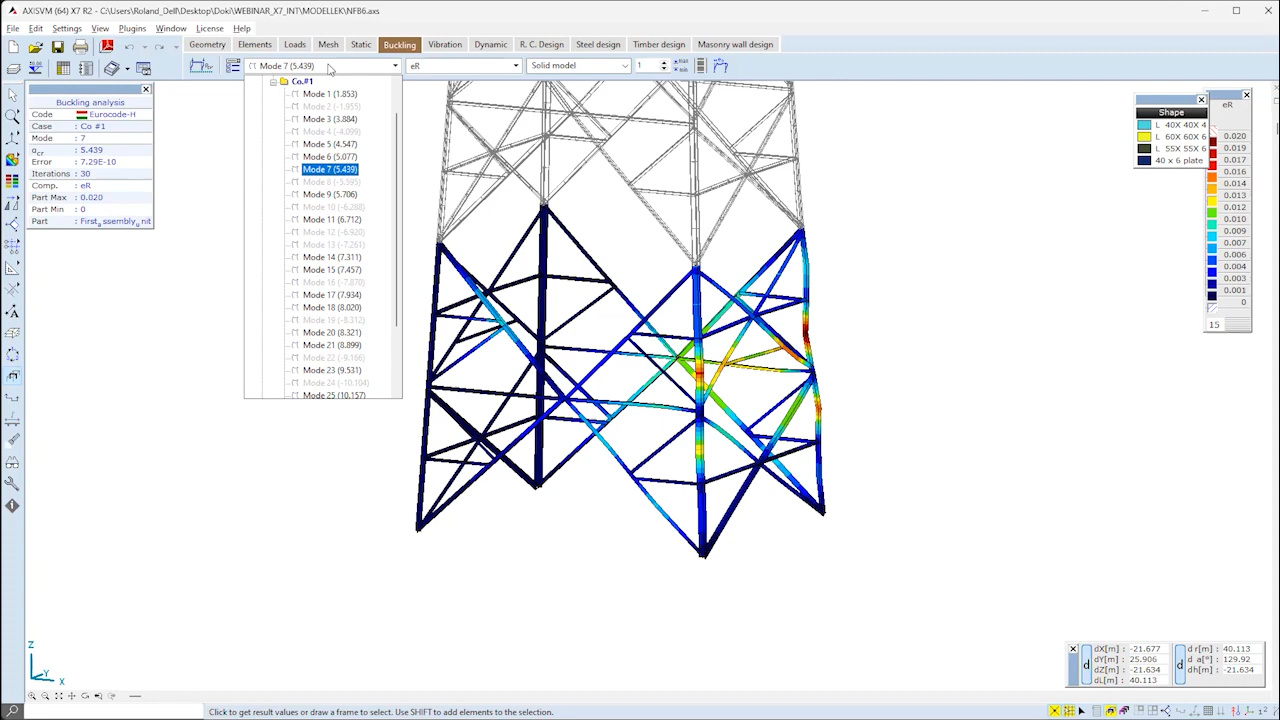 AXISVM (64) X7 R2 - C:\Users\Roland_Dell\Desktop\Doki\WEBINAR_X7_INT\MODELLEK\NFB6.axs
File Edit Settings View Plugins Window License Help
Geometry Elements Loads Mesh Static Buckling Vibration Dynamic R. C. Design Steel design Timber design Masonry wall design
Mode 7 (5.439) eR Solid model 1
Co.#1
Mode 1 (1.853)
Mode 2 (-1.955)
Mode 3 (3.884)
Mode 4 (-4.099)
Mode 5 (4.547)
Mode 6 (5.077)
Mode 7 (5.439)
Mode 8 (-5.595)
Mode 9 (5.706)
Mode 10 (-6.288)
Mode 11 (6.712)
Mode 12 (-6.920)
Mode 13 (-7.261)
Mode 14 (7.311)
Mode 15 (7.457)
Mode 16 (-7.870)
Mode 17 (7.934)
Mode 18 (8.020)
Mode 19 (-8.312)
Mode 20 (8.321)
Mode 21 (8.899)
Mode 22 (-9.166)
Mode 23 (9.531)
Mode 24 (-10.104)
Mode 25 (10.157)
Buckling analysis
Code : Eurocode-H
Case : Co #1
Mode : 7
αcr : 5.439
Error : 7.29E-10
Iterations : 30
Comp. : eR
Part Max : 0.020
Part Min : 0
Part : First_assembly_unit
Shape
L 40X 40X 4
L 60X 60X 6
L 55X 55X 6
40 x 6 plate
eR
0.020
0.019
0.017
0.016
0.014
0.013
0.012
0.010
0.009
0.007
0.006
0.004
0.003
0.001
0
15
Z
Y
X
d
dX[m] : -21.677
dY[m] : 25.906
dZ[m] : -21.634
dL[m] : 40.113
d
d r[m] : 40.113
d a[°] : 129.92
dh[m] : -21.634
Click to get result values or draw a frame to select. Use SHIFT to add elements to the selection.